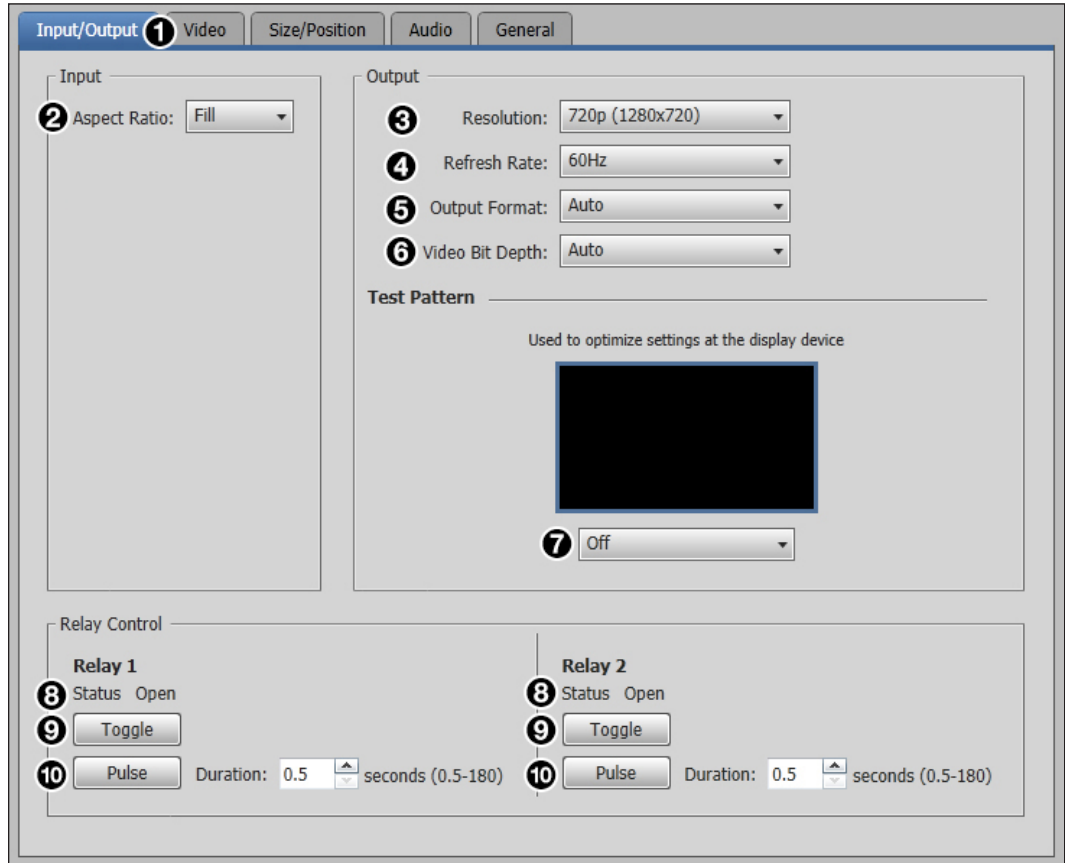 Input/Output 1 Video Size/Position Audio General
Input
2 Aspect Ratio: Fill
Output
3 Resolution: 720p (1280x720)
4 Refresh Rate: 60Hz
5 Output Format: Auto
6 Video Bit Depth: Auto
Test Pattern
Used to optimize settings at the display device
7 Off
Relay Control
Relay 1
8 Status Open
9 Toggle
10 Pulse Duration: 0.5 seconds (0.5-180)
Relay 2
8 Status Open
9 Toggle
10 Pulse Duration: 0.5 seconds (0.5-180)